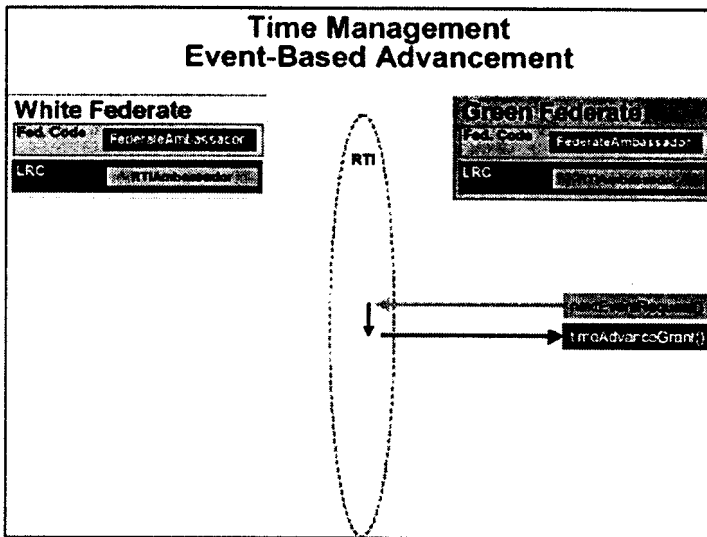 Time Management
Event-Based Advancement
White Federate
Fed. Code
FederateAmbassador
LRC
RTIAmbassador
RTI
Green Federate
Fed. Code
FederateAmbassador
LRC
timeAdvanceGrant()